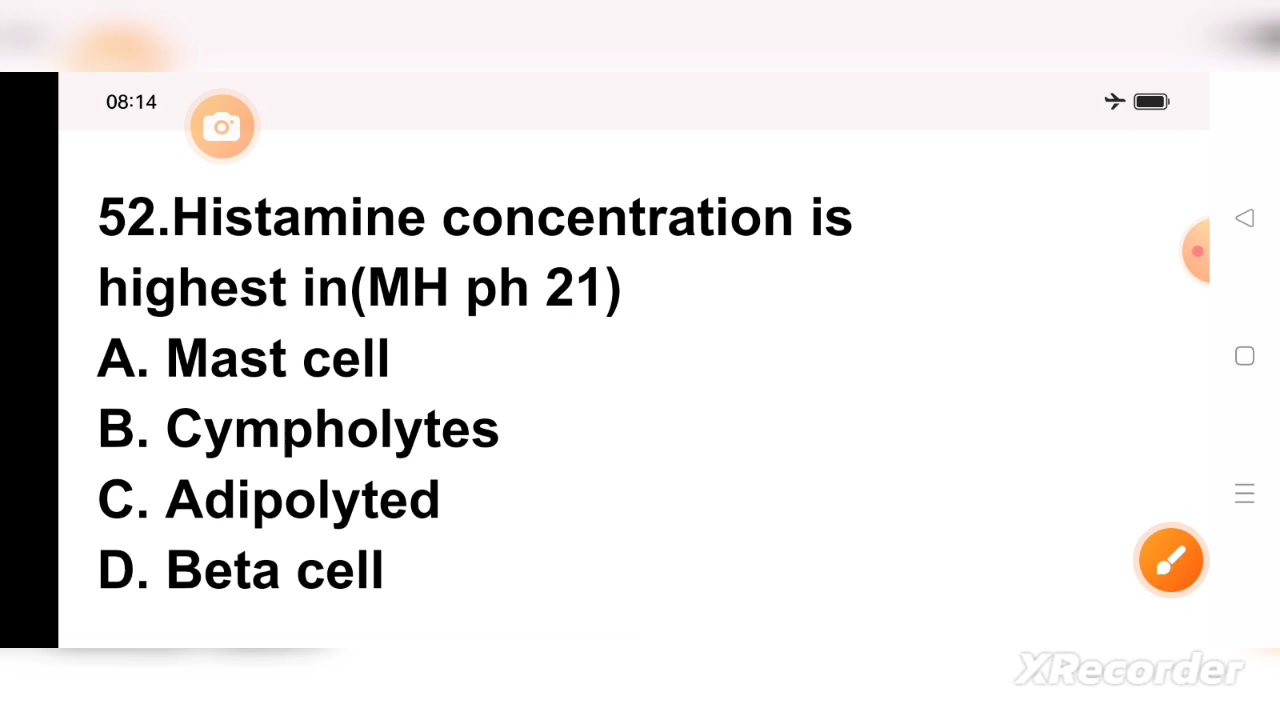 08:14
52.Histamine concentration is
highest in(MH ph 21)
A. Mast cell
B. Cympholytes
C. Adipolyted
D. Beta cell
XRecorder